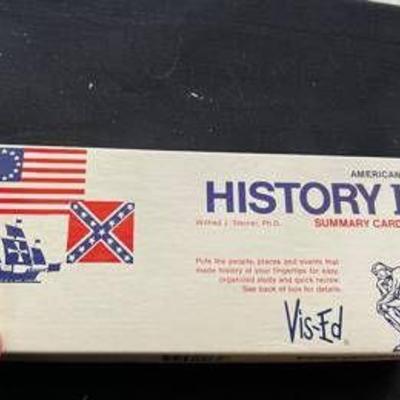 AMERICAN
HISTORY
SUMMARY CARD
Wilfred J. Steiner, Ph.D.
Puts the people, places and events that
made history at your fingertips for easy,
organized study and quick review.
See back of box for details.
Vis-Ed